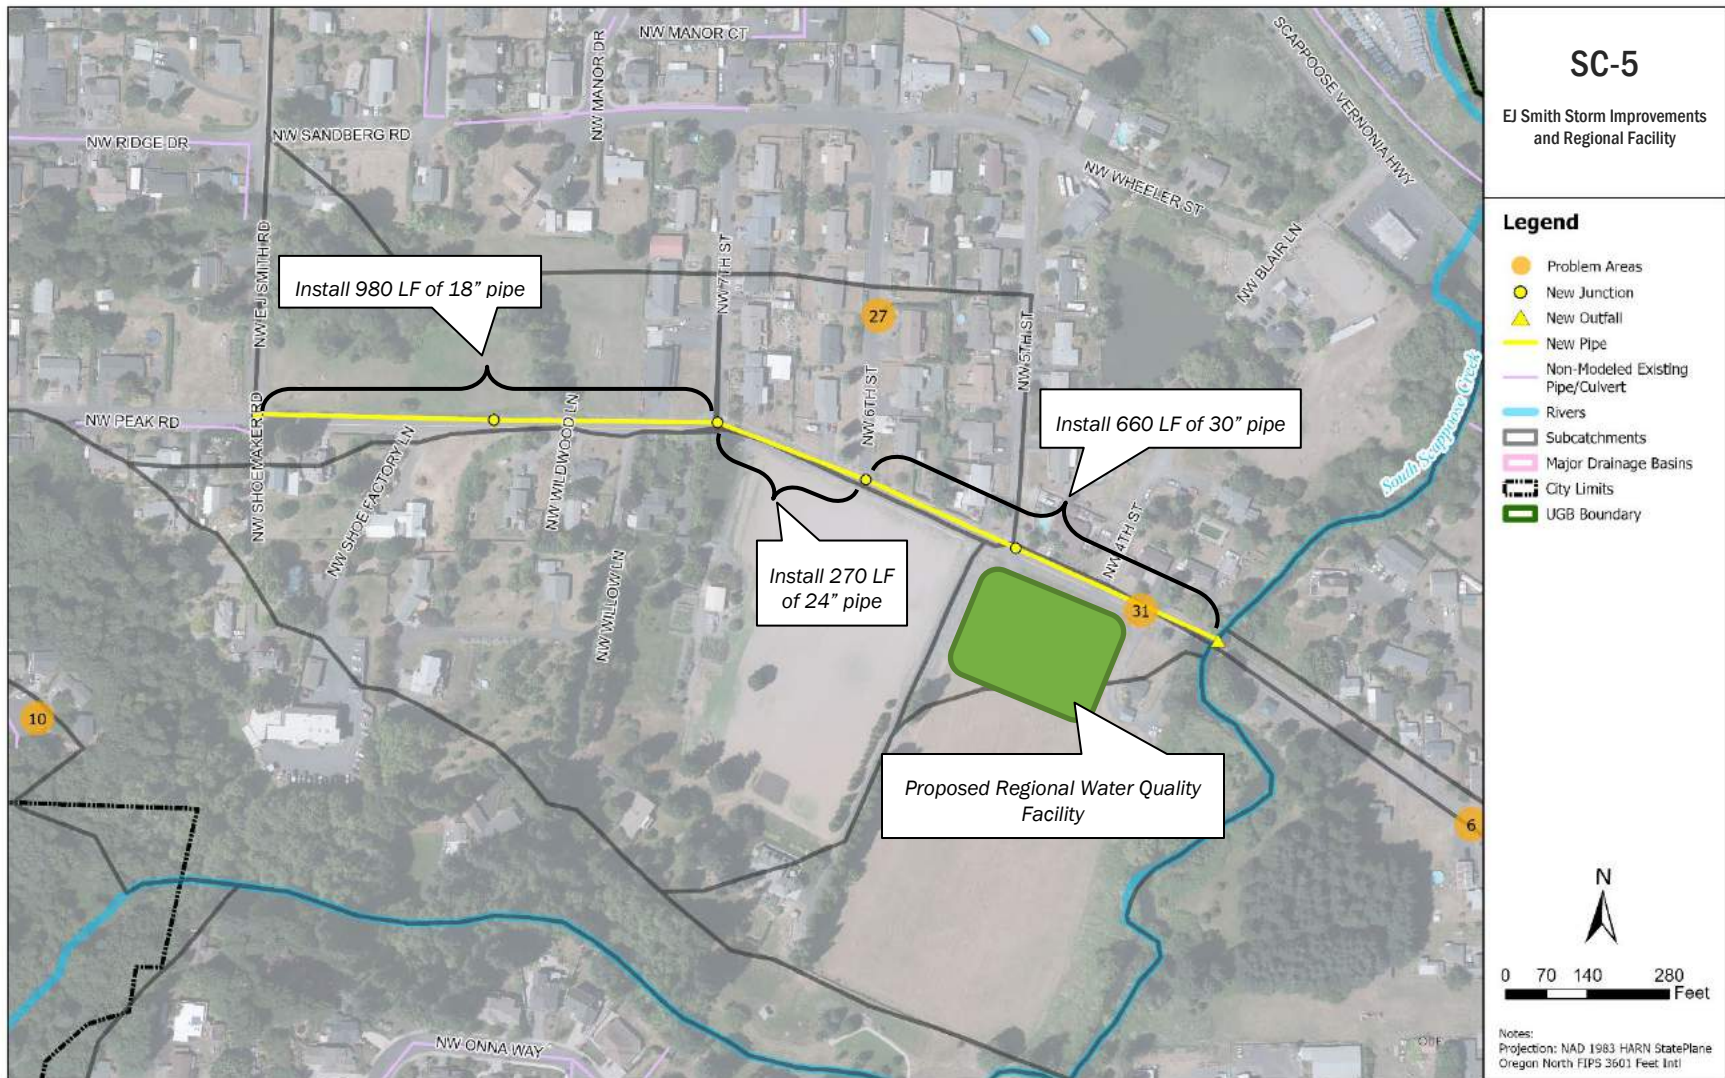 NW MANOR CT
NW MANOR DR
SCAPPOOSE VERNONIA HWY
NW RIDGE DR
NW SANDBERG RD
NW WHEELER ST
NW BLAIR LN
NW EJ SMITH RD
NW 7TH ST
Install 980 LF of 18” pipe
27
NW 5TH ST
NW 6TH ST
South Scappoose Creek
NW PEAK RD
NW SHOEMAKER RD
NW SHOE FACTORY LN
NW WILDWOOD LN
Install 660 LF of 30” pipe
NW 4TH ST
NW WILLOW LN
Install 270 LF
of 24” pipe
31
10
Proposed Regional Water Quality
Facility
6
NW ONNA WAY
SC-5
EJ Smith Storm Improvements
and Regional Facility
Legend
Problem Areas
New Junction
New Outfall
New Pipe
Non-Modeled Existing
Pipe/Culvert
Rivers
Subcatchments
Major Drainage Basins
City Limits
UGB Boundary
N
0 70 140 280
Feet
Notes:
Projection: NAD 1983 HARN StatePlane
Oregon North FIPS 3601 Feet Intl